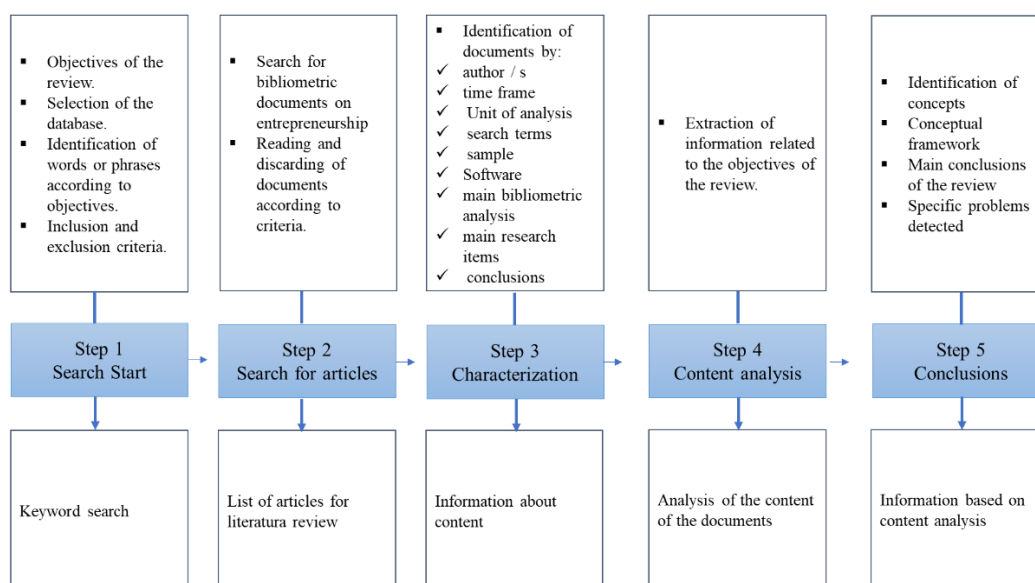 ▪ Objectives of the
review.
▪ Selection of the
database.
▪ Identification of
words or phrases
according to
objectives.
▪ Inclusion and
exclusion criteria.
▪ Search for
bibliometric
documents on
entrepreneurship
▪ Reading and
discarding of
documents
according to
criteria.
▪ Identification of
documents by:
✓ author / s
✓ time frame
✓ Unit of analysis
✓ search terms
✓ sample
✓ Software
✓ main bibliometric
analysis
✓ main research
items
✓ conclusions
▪ Extraction of
information related
to the objectives of
the review.
▪ Identification of
concepts
▪ Conceptual
framework
▪ Main conclusions
of the review
▪ Specific problems
detected
Step 1
Search Start
Step 2
Search for articles
Step 3
Characterization
Step 4
Content analysis
Step 5
Conclusions
Keyword search
List of articles for
literatura review
Information about
content
Analysis of the content
of the documents
Information based on
content analysis